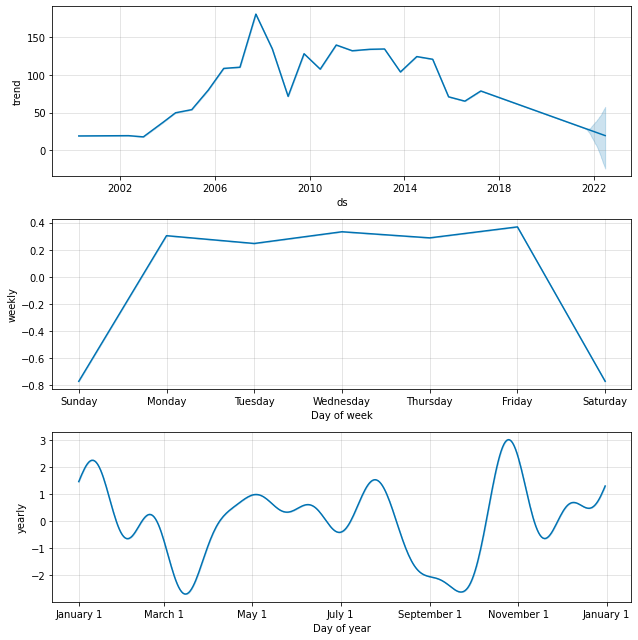 150
100
50
0
trend
2002 2006 2010 2014 2018 2022
ds
0.4
0.2
0.0
−0.2
−0.4
−0.6
−0.8
weekly
Sunday Monday Tuesday Wednesday Thursday Friday Saturday
Day of week
3
2
1
0
−1
−2
yearly
January 1 March 1 May 1 July 1 September 1 November 1 January 1
Day of year